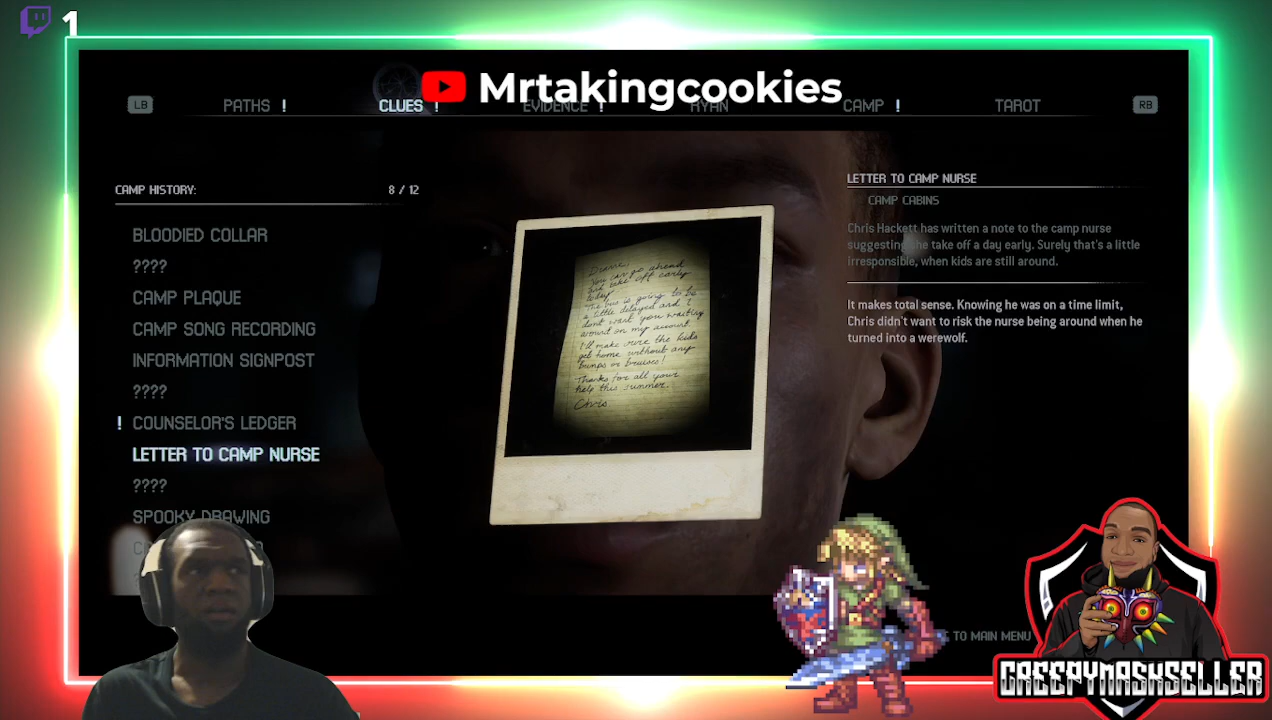 1
Mrtakingcookies
LB
PATHS !
CLUES !
EVIDENCE !
RYAN
CAMP !
TAROT
RB
CAMP HISTORY:
8 / 12
BLOODIED COLLAR
????
CAMP PLAQUE
CAMP SONG RECORDING
INFORMATION SIGNPOST
????
! COUNSELOR'S LEDGER
LETTER TO CAMP NURSE
????
SPOOKY DRAWING
Dianne,
You can go ahead
and take off early
today
The bus is going to be
a little delayed and I
dont want you waiting
around on my account
I'll make sure the kids
get home without any
bumps or bruises!
Thanks for all your
help this summer.
Chris
LETTER TO CAMP NURSE
CAMP CABINS
Chris Hackett has written a note to the camp nurse
suggesting she take off a day early. Surely that's a little
irresponsible, when kids are still around.
It makes total sense. Knowing he was on a time limit,
Chris didn't want to risk the nurse being around when he
turned into a werewolf.
TO MAIN MENU
CREEPYMASKSELLER